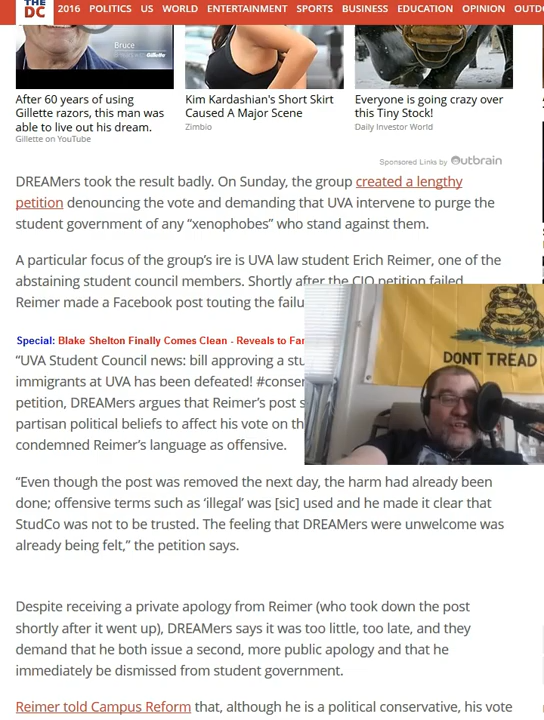 THE
DC
2016 POLITICS US WORLD ENTERTAINMENT SPORTS BUSINESS EDUCATION OPINION OUTD
Bruce
Gillette
After 60 years of using
Gillette razors, this man was
able to live out his dream.
Gillette on YouTube
Kim Kardashian's Short Skirt
Caused A Major Scene
Zimbio
Everyone is going crazy over
this Tiny Stock!
Daily Investor World
Sponsored Links by Outbrain
DREAMers took the result badly. On Sunday, the group created a lengthy
petition denouncing the vote and demanding that UVA intervene to purge the
student government of any “xenophobes” who stand against them.
A particular focus of the group’s ire is UVA law student Erich Reimer, one of the
abstaining student council members. Shortly after the CIO petition failed,
Reimer made a Facebook post touting the failu
Special: Blake Shelton Finally Comes Clean - Reveals to Fan
“UVA Student Council news: bill approving a stu
immigrants at UVA has been defeated! #conser
petition, DREAMers argues that Reimer’s post s
partisan political beliefs to affect his vote on th
condemned Reimer’s language as offensive.
DONT TREAD
“Even though the post was removed the next day, the harm had already been
done; offensive terms such as ‘illegal’ was [sic] used and he made it clear that
StudCo was not to be trusted. The feeling that DREAMers were unwelcome was
already being felt,” the petition says.
Despite receiving a private apology from Reimer (who took down the post
shortly after it went up), DREAMers says it was too little, too late, and they
demand that he both issue a second, more public apology and that he
immediately be dismissed from student government.
Reimer told Campus Reform that, although he is a political conservative, his vote